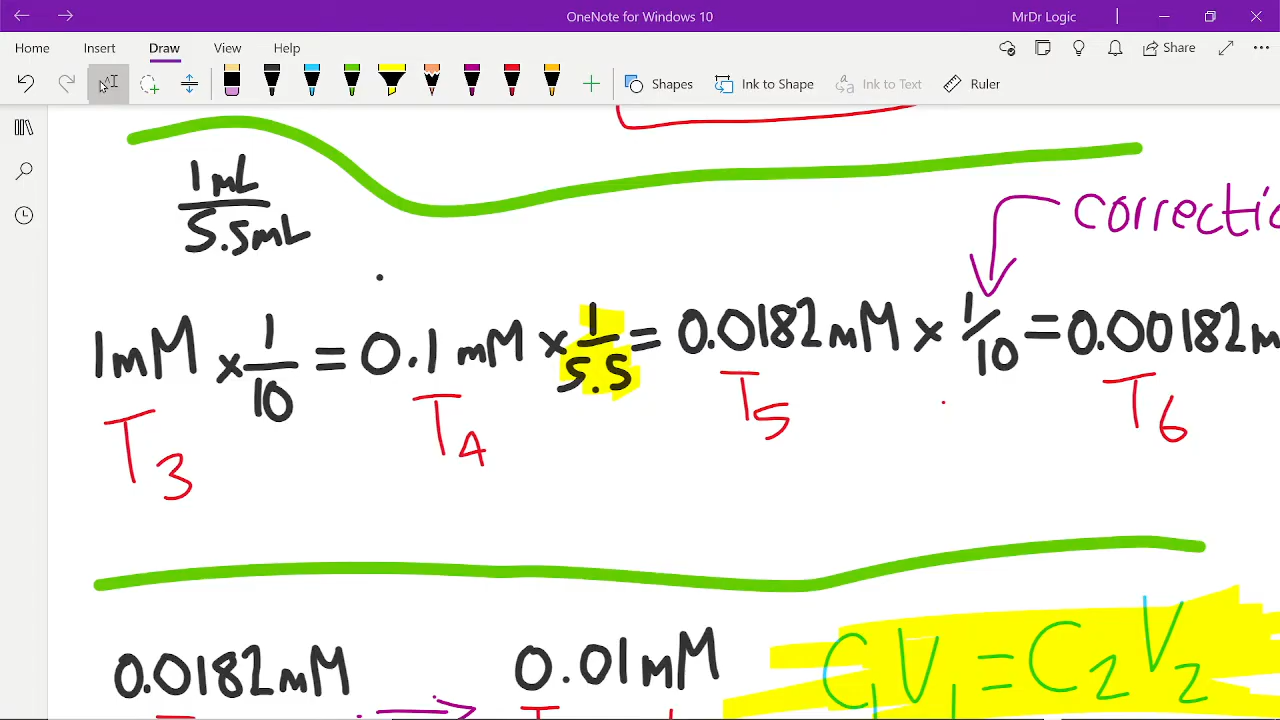 OneNote for Windows 10
MrDr Logic
Home Insert Draw View Help
Share
Shapes Ink to Shape Ink to Text Ruler
1mL
5.5mL
correctio
1mM × 1/10 = 0.1 mM × 1/5.5 = 0.0182mM × 1/10 = 0.00182m
T3 T4 T5 T6
0.0182mM 0.01mM C1V1=C2V2